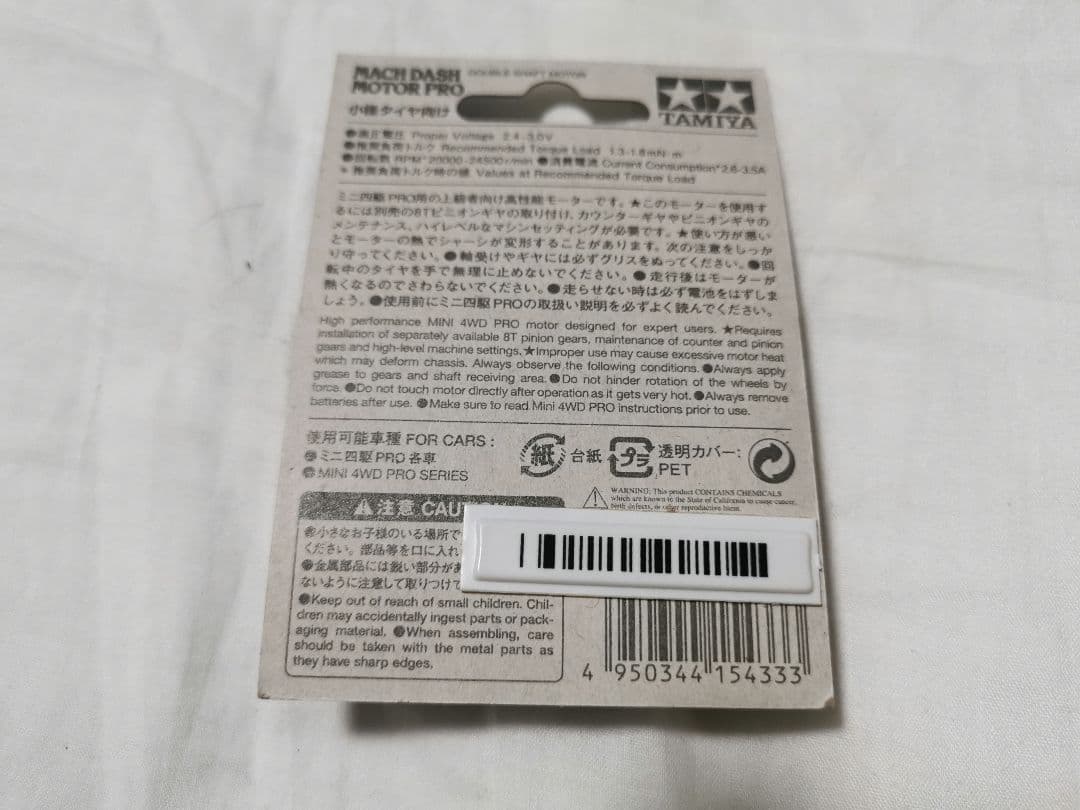 MACH DASH
MOTOR PRO
DOUBLE SHAFT MOTOR
小径タイヤ向け
TAMIYA
●適正電圧 Proper Voltage 2.4-3.0V
●推奨負荷トルク Recommended Torque Load 1.3-1.8mN·m
●回転数 RPM*20000-24500r/min ●消費電流 Current Consumption*2.6-3.5A
* 推奨負荷トルク時の値 Values at Recommended Torque Load
ミニ四駆PRO用の上級者向け高性能モーターです。★このモーターを使用す
るには別売の8Tピニオンギヤの取り付け、カウンターギヤやピニオンギヤの
メンテナンス、ハイレベルなマシンセッティングが必要です。★使い方が悪い
とモーターの熱でシャーシが変形することがあります。次の注意をしっか
り守ってください。●軸受けやギヤには必ずグリスをぬってください。●回
転中のタイヤを手で無理に止めないでください。●走行後はモーターが
熱くなるのでさわらないでください。●走らせない時は必ず電池をはずしま
しょう。●使用前にミニ四駆PROの取扱い説明を必ずよく読んでください。
High performance MINI 4WD PRO motor designed for expert users. ★Requires
installation of separately available 8T pinion gears, maintenance of counter and pinion
gears and high-level machine settings.★Improper use may cause excessive motor heat
which may deform chassis. Always observe the following conditions. ●Always apply
grease to gears and shaft receiving area. ●Do not hinder rotation of the wheels by
force. ●Do not touch motor directly after operation as it gets very hot. ●Always remove
batteries after use. ●Make sure to read Mini 4WD PRO instructions prior to use.
使用可能車種 FOR CARS :
●ミニ四駆PRO各車
●MINI 4WD PRO SERIES
紙 台紙 プラ 透明カバー:
PET
WARNING: This product CONTAINS CHEMICALS
which are known to the State of California to cause cancer,
birth defects, or other reproductive harm.
注意 CAU
●小さなお子様のいる場所で
ください。部品等を口に入れ
●金属部品には鋭い部分があ
ないように注意して取りつけて
●Keep out of reach of small children. Chil-
dren may accidentally ingest parts or pack-
aging material. ●When assembling, care
should be taken with the metal parts as
they have sharp edges.
4 950344 154333